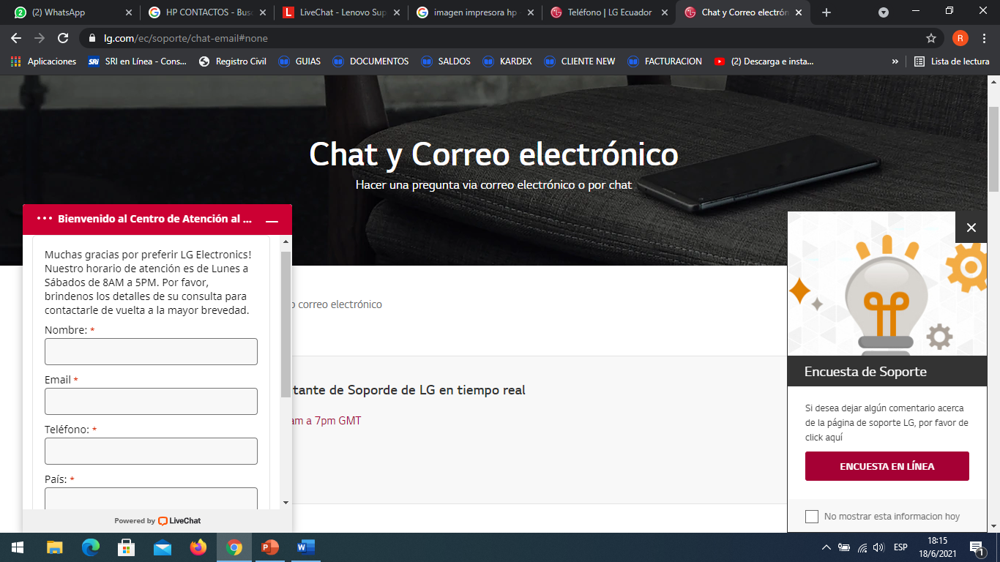 (2) WhatsApp
HP CONTACTOS - Bus
LiveChat - Lenovo Sup
imagen impresora hp
Teléfono | LG Ecuador
Chat y Correo electrón
lg.com/ec/soporte/chat-email#none
R
Aplicaciones
SRI SRI en Línea - Cons...
Registro Civil
GUIAS
DOCUMENTOS
SALDOS
KARDEX
CLIENTE NEW
FACTURACION
(2) Descarga e insta...
»
Lista de lectura
Chat y Correo electrónico
Hacer una pregunta via correo electrónico o por chat
Bienvenido al Centro de Atención al ...
Muchas gracias por preferir LG Electronics!
Nuestro horario de atención es de Lunes a
Sábados de 8AM a 5PM. Por favor,
brindenos los detalles de su consulta para
contactarle de vuelta a la mayor brevedad.
Nombre: *
Email *
Teléfono: *
País: *
Powered by LiveChat
o correo electrónico
tante de Soporde de LG en tiempo real
am a 7pm GMT
Encuesta de Soporte
Si desea dejar algún comentario acerca
de la página de soporte LG, por favor de
click aquí
ENCUESTA EN LÍNEA
No mostrar esta informacion hoy
ESP
18:15
18/6/2021
1